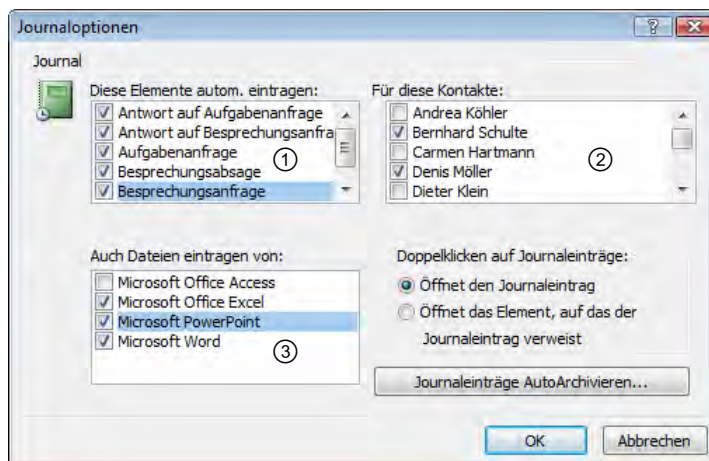 Journaloptionen
Journal
Diese Elemente autom. eintragen:
Antwort auf Aufgabenanfrage
Antwort auf Besprechungsanfra
Aufgabenanfrage
Besprechungsabsage
Besprechungsanfrage
1
Für diese Kontakte:
Andrea Köhler
Bernhard Schulte
Carmen Hartmann
Denis Möller
Dieter Klein
2
Auch Dateien eintragen von:
Microsoft Office Access
Microsoft Office Excel
Microsoft PowerPoint
Microsoft Word
3
Doppelklicken auf Journaleinträge:
Öffnet den Journaleintrag
Öffnet das Element, auf das der
Journaleintrag verweist
Journaleinträge AutoArchivieren...
OK
Abbrechen